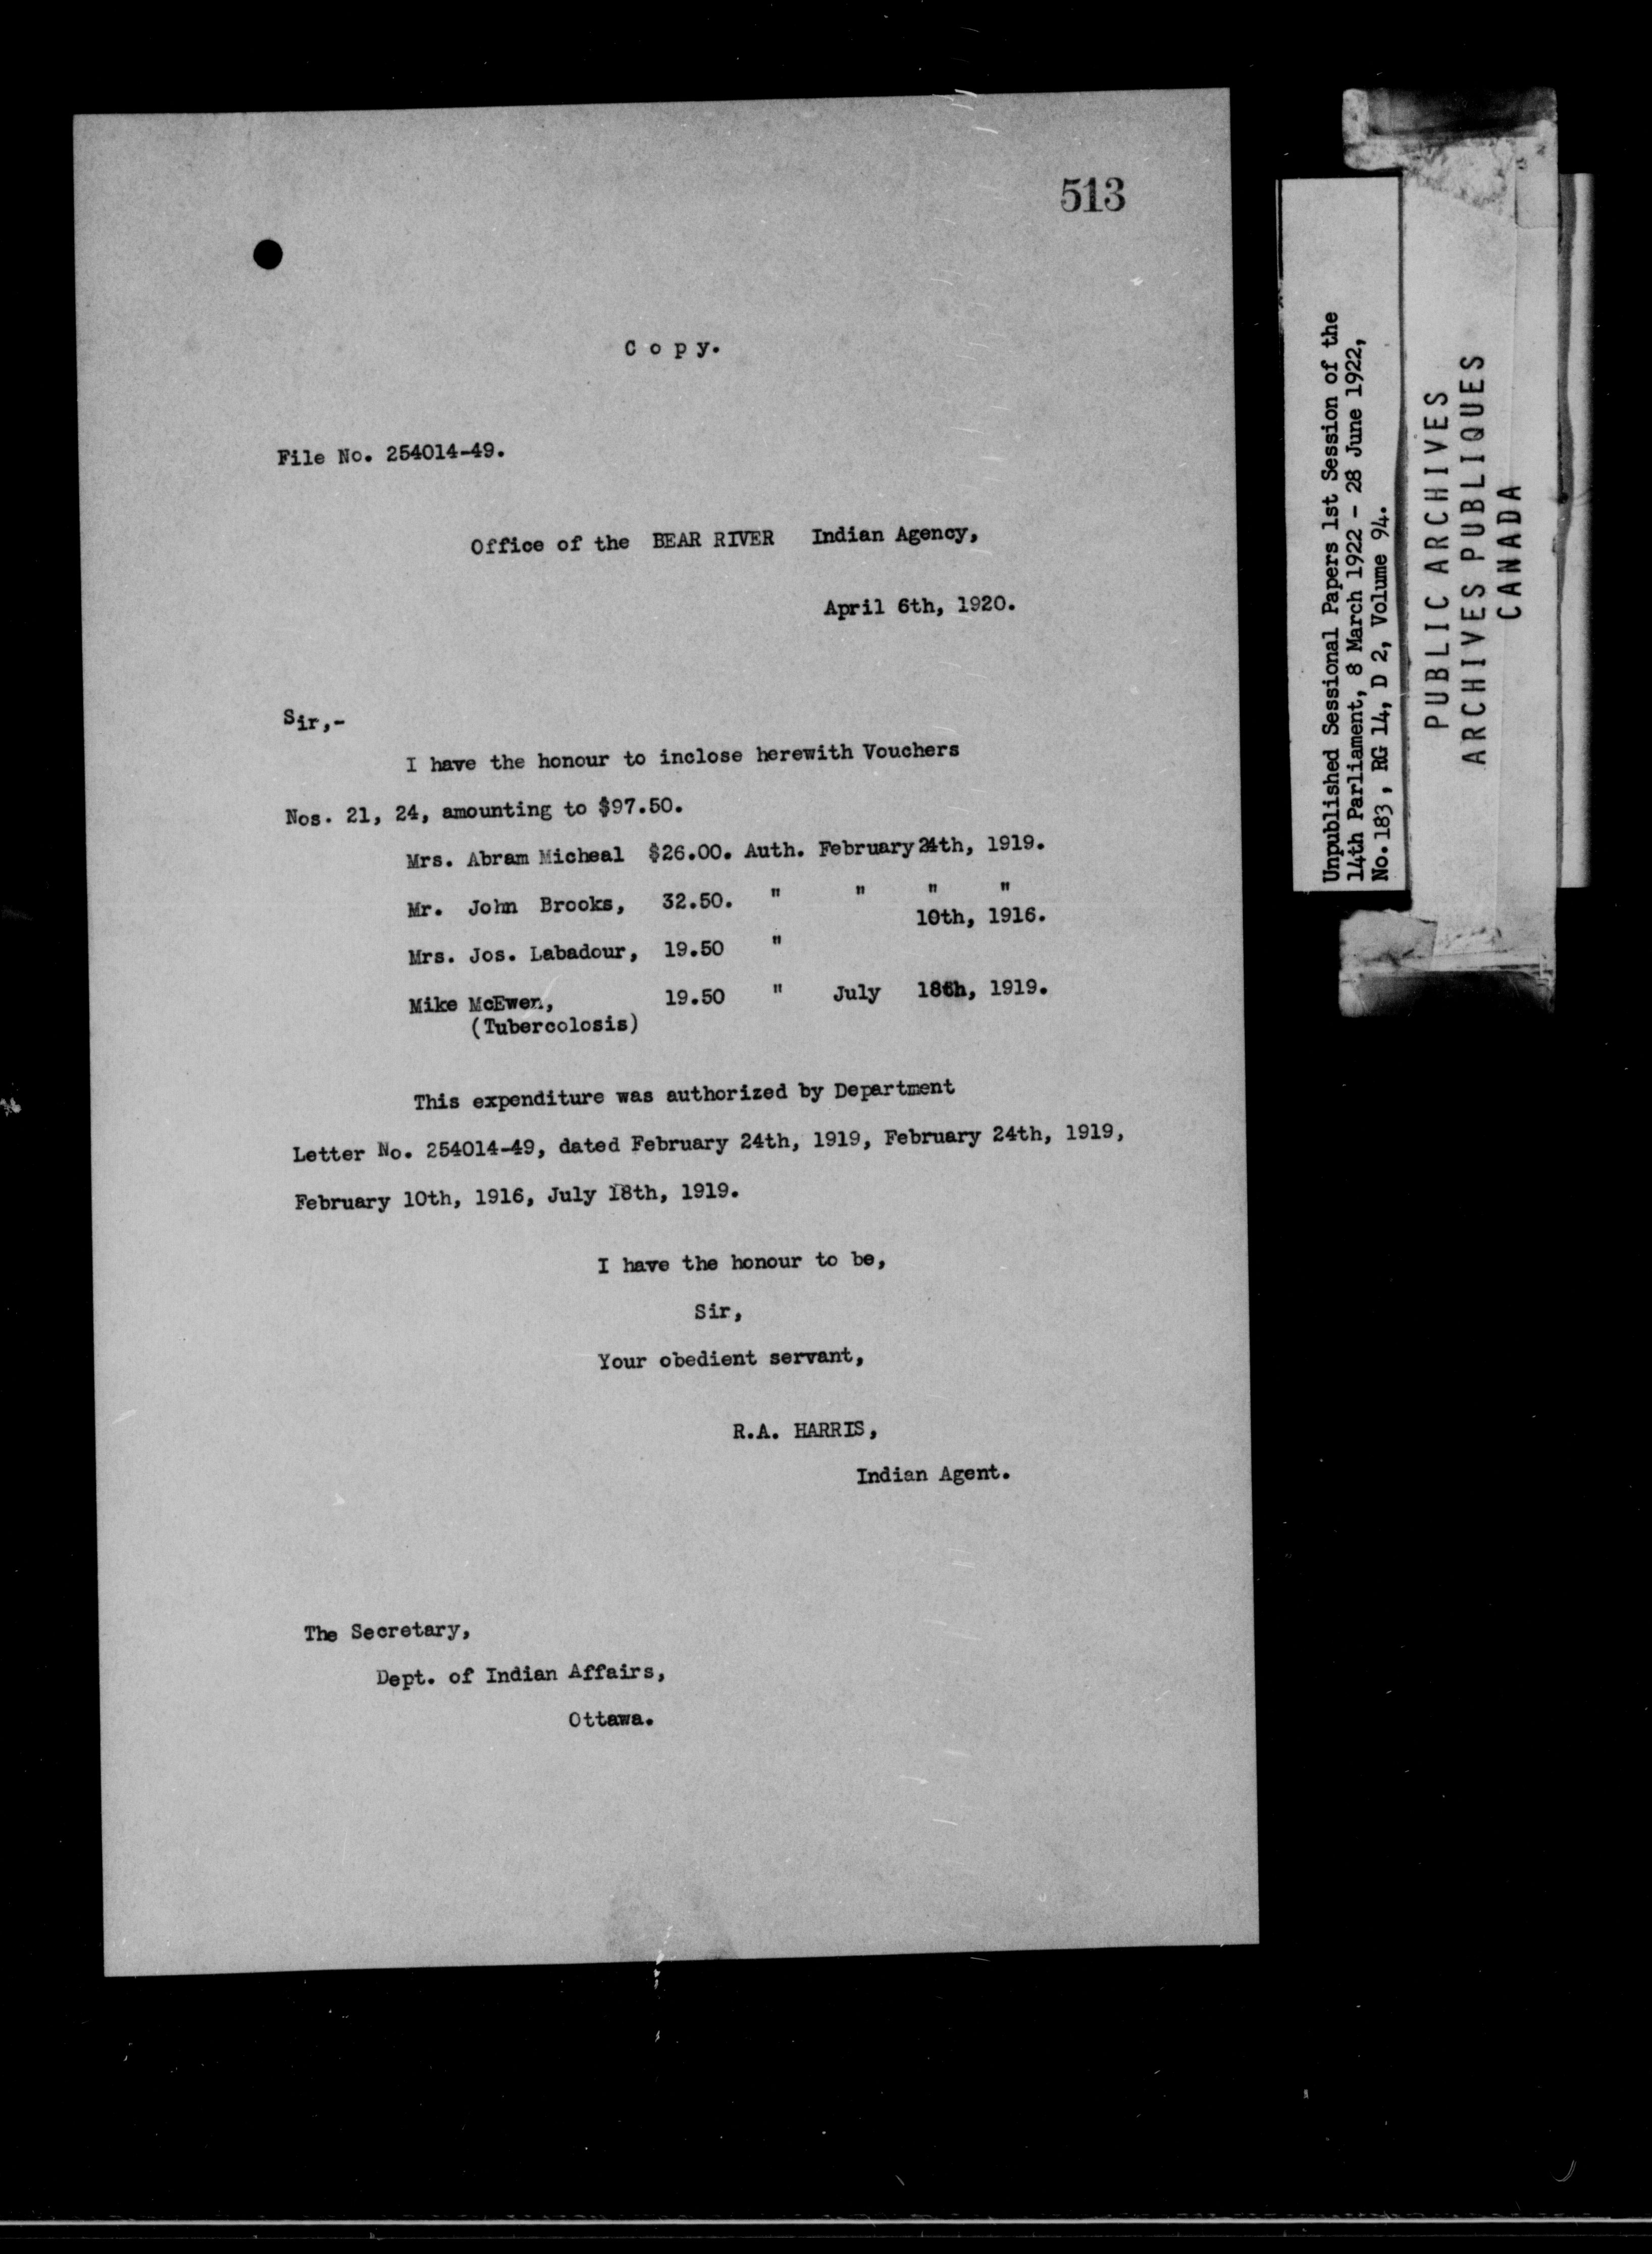 513
Copy.
File No. 254014-49.
Office of the BEAR RIVER Indian Agency,
April 6th, 1920.
Sir,-
I have the honour to inclose herewith Vouchers
Nos. 21, 24, amounting to $97.50.
Mrs. Abram Micheal $26.00. Auth. February 24th, 1919.
Mr. John Brooks, 32.50. " " " "
10th, 1916.
Mrs. Jos. Labadour, 19.50 "
Mike McEwen, 19.50 " July 18th, 1919.
(Tubercolosis)
This expenditure was authorized by Department
Letter No. 254014-49, dated February 24th, 1919, February 24th, 1919,
February 10th, 1916, July 18th, 1919.
I have the honour to be,
Sir,
Your obedient servant,
R.A. HARRIS,
Indian Agent.
The Secretary,
Dept. of Indian Affairs,
Ottawa.
Unpublished Sessional Papers 1st Session of the
14th Parliament, 8 March 1922 - 28 June 1922,
No. 183, RG 14, D 2, Volume 94.
PUBLIC ARCHIVES
ARCHIVES PUBLIQUES
CANADA